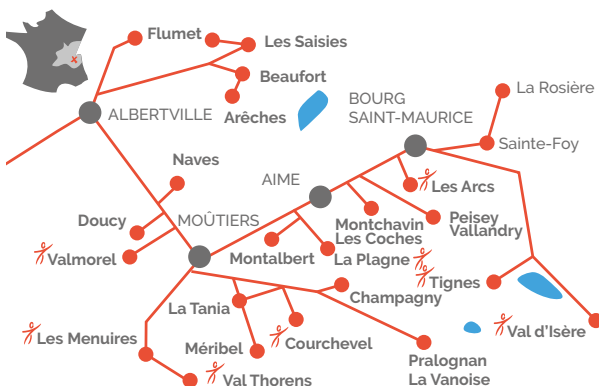 Flumet
Les Saisies
Beaufort
Arêches
ALBERTVILLE
BOURG
SAINT-MAURICE
La Rosière
Sainte-Foy
Naves
AIME
Les Arcs
Doucy
MOÛTIERS
Montchavin
Les Coches
Peisey
Vallandry
Valmorel
Montalbert
La Plagne
Tignes
Champagny
La Tania
Les Menuires
Méribel
Courchevel
Val d'Isère
Val Thorens
Pralognan
La Vanoise